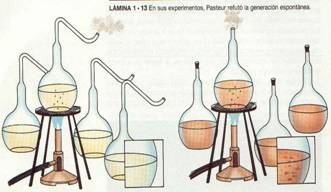 LÁMINA 1 - 13 En sus experimentos, Pasteur refutó la generación espontánea.